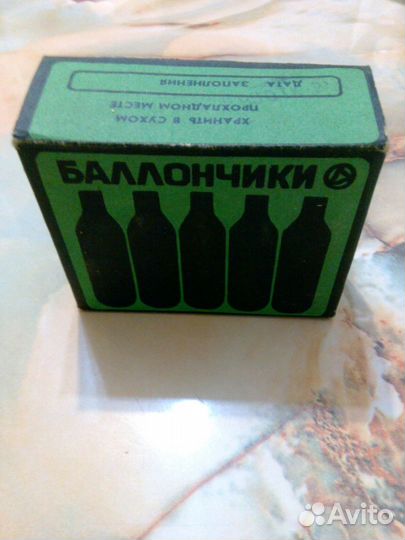 ХРАНИТЬ В СУХОМ
ПРОХЛАДНОМ МЕСТЕ
ДАТА ЗАПОЛНЕНИЯ
БАЛЛОНЧИКИ
Avito